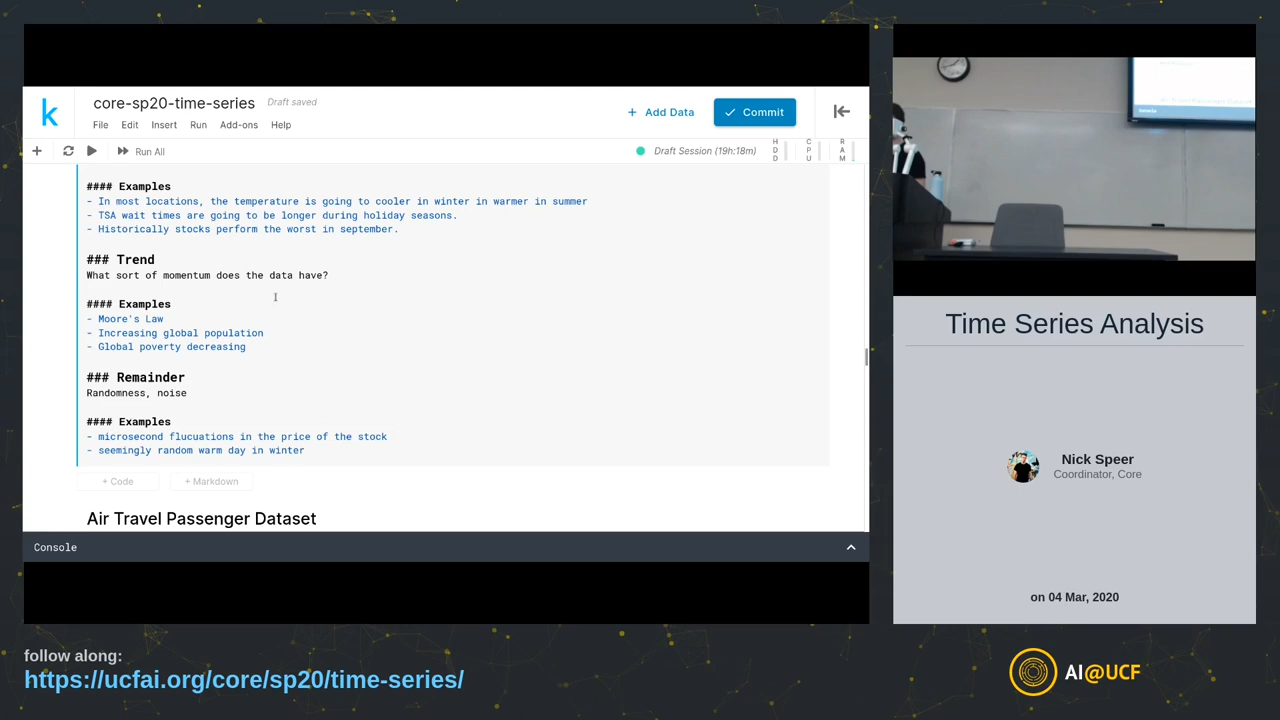 core-sp20-time-series Draft saved
File Edit Insert Run Add-ons Help
+ Add Data
Commit
Run All
Draft Session (19h:18m)
HDD
CPU
RAM
#### Examples
- In most locations, the temperature is going to cooler in winter in warmer in summer
- TSA wait times are going to be longer during holiday seasons.
- Historically stocks perform the worst in september.
### Trend
What sort of momentum does the data have?
#### Examples
- Moore's Law
- Increasing global population
- Global poverty decreasing
### Remainder
Randomness, noise
#### Examples
- microsecond flucuations in the price of the stock
- seemingly random warm day in winter
+ Code + Markdown
Air Travel Passenger Dataset
Console
Time Series Analysis
Nick Speer
Coordinator, Core
on 04 Mar, 2020
follow along:
https://ucfai.org/core/sp20/time-series/
AI@UCF